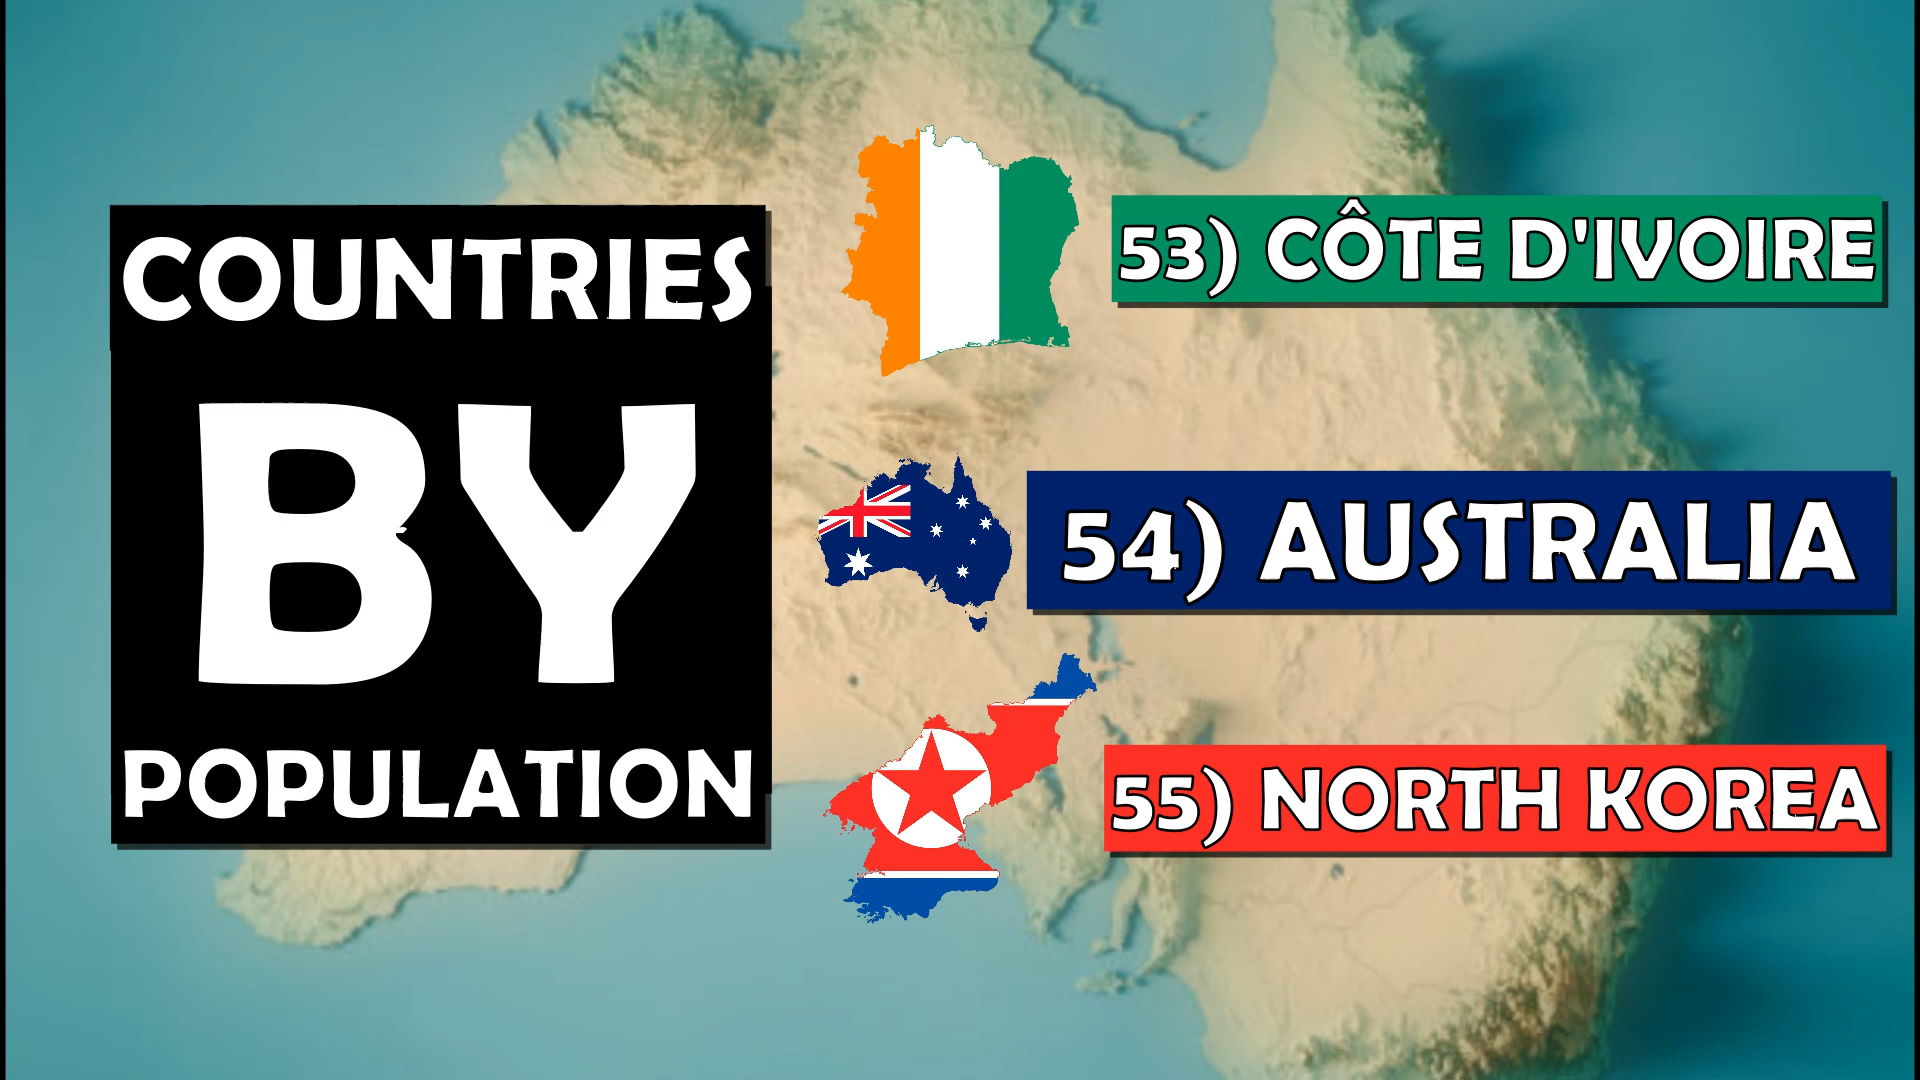 COUNTRIES
BY
POPULATION
53) CÔTE D'IVOIRE
54) AUSTRALIA
55) NORTH KOREA